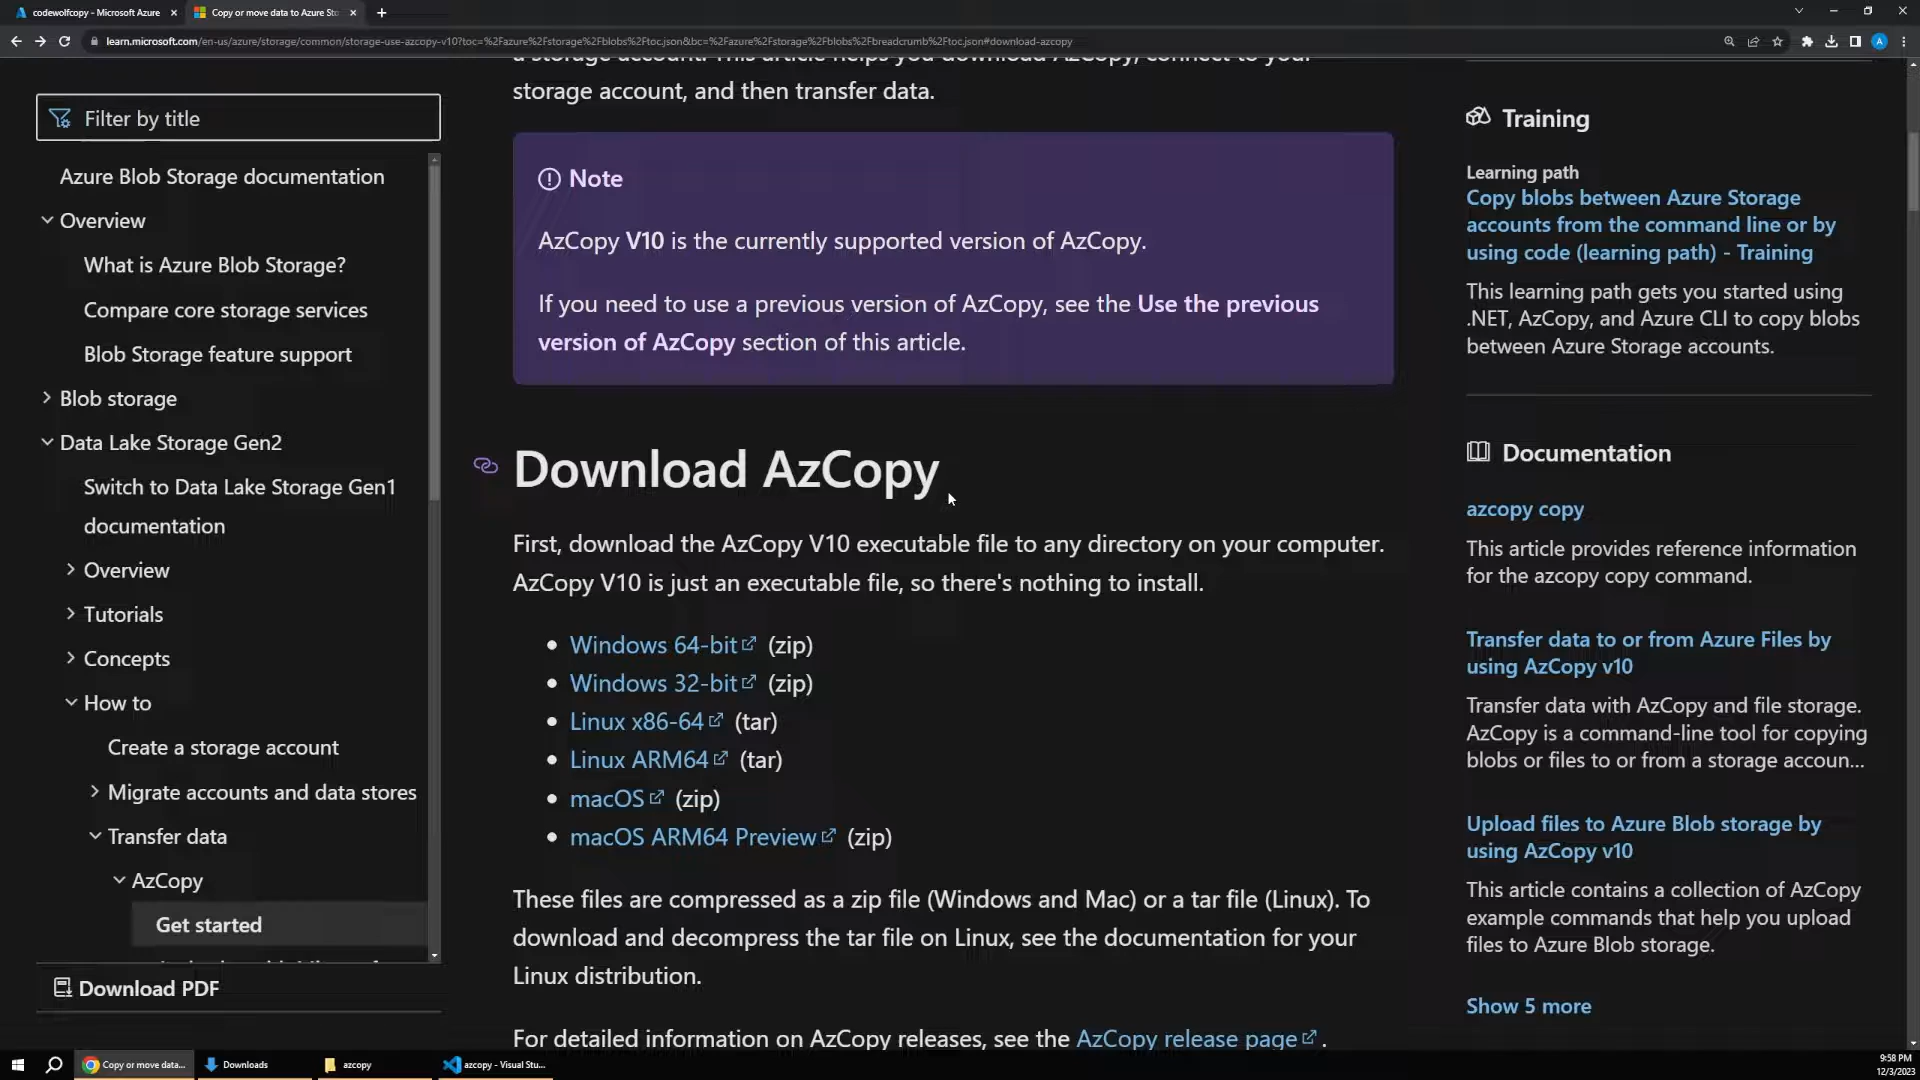 codewolfcopy - Microsoft Azure
Copy or move data to Azure Sto
learn.microsoft.com/en-us/azure/storage/common/storage-use-azcopy-v10?toc=%2Fazure%2Fstorage%2Fblobs%2Ftoc.json&bc=%2Fazure%2Fstorage%2Fblobs%2Fbreadcrumb%2Ftoc.json#download-azcopy
A
Filter by title
Azure Blob Storage documentation
Overview
What is Azure Blob Storage?
Compare core storage services
Blob Storage feature support
Blob storage
Data Lake Storage Gen2
Switch to Data Lake Storage Gen1
documentation
Overview
Tutorials
Concepts
How to
Create a storage account
Migrate accounts and data stores
Transfer data
AzCopy
Get started
Download PDF
a storage account. This article helps you download AzCopy, connect to your
storage account, and then transfer data.
Note
AzCopy V10 is the currently supported version of AzCopy.
If you need to use a previous version of AzCopy, see the Use the previous
version of AzCopy section of this article.
Download AzCopy
First, download the AzCopy V10 executable file to any directory on your computer.
AzCopy V10 is just an executable file, so there's nothing to install.
• Windows 64-bit (zip)
• Windows 32-bit (zip)
• Linux x86-64 (tar)
• Linux ARM64 (tar)
• macOS (zip)
• macOS ARM64 Preview (zip)
These files are compressed as a zip file (Windows and Mac) or a tar file (Linux). To
download and decompress the tar file on Linux, see the documentation for your
Linux distribution.
For detailed information on AzCopy releases, see the AzCopy release page.
Training
Learning path
Copy blobs between Azure Storage
accounts from the command line or by
using code (learning path) - Training
This learning path gets you started using
.NET, AzCopy, and Azure CLI to copy blobs
between Azure Storage accounts.
Documentation
azcopy copy
This article provides reference information
for the azcopy copy command.
Transfer data to or from Azure Files by
using AzCopy v10
Transfer data with AzCopy and file storage.
AzCopy is a command-line tool for copying
blobs or files to or from a storage accoun...
Upload files to Azure Blob storage by
using AzCopy v10
This article contains a collection of AzCopy
example commands that help you upload
files to Azure Blob storage.
Show 5 more
Copy or move data...
Downloads
azcopy
azcopy - Visual Stu...
9:58 PM
12/3/2023